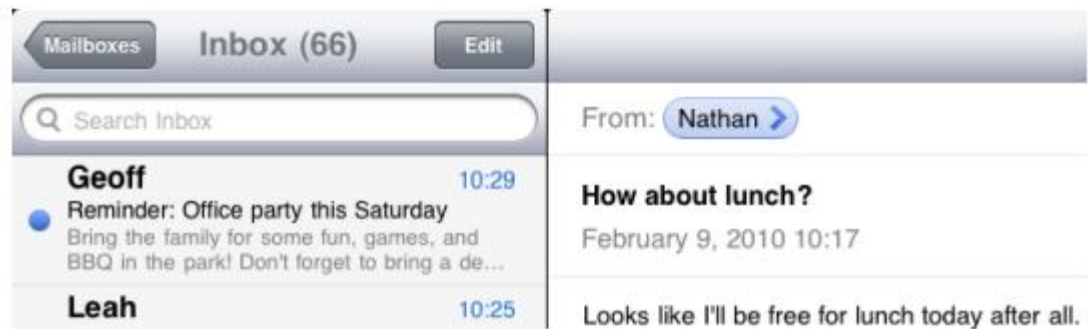 Mailboxes
Inbox (66)
Edit
Search Inbox
Geoff 10:29
Reminder: Office party this Saturday
Bring the family for some fun, games, and
BBQ in the park! Don't forget to bring a de...
Leah 10:25
From: Nathan
How about lunch?
February 9, 2010 10:17
Looks like I'll be free for lunch today after all.